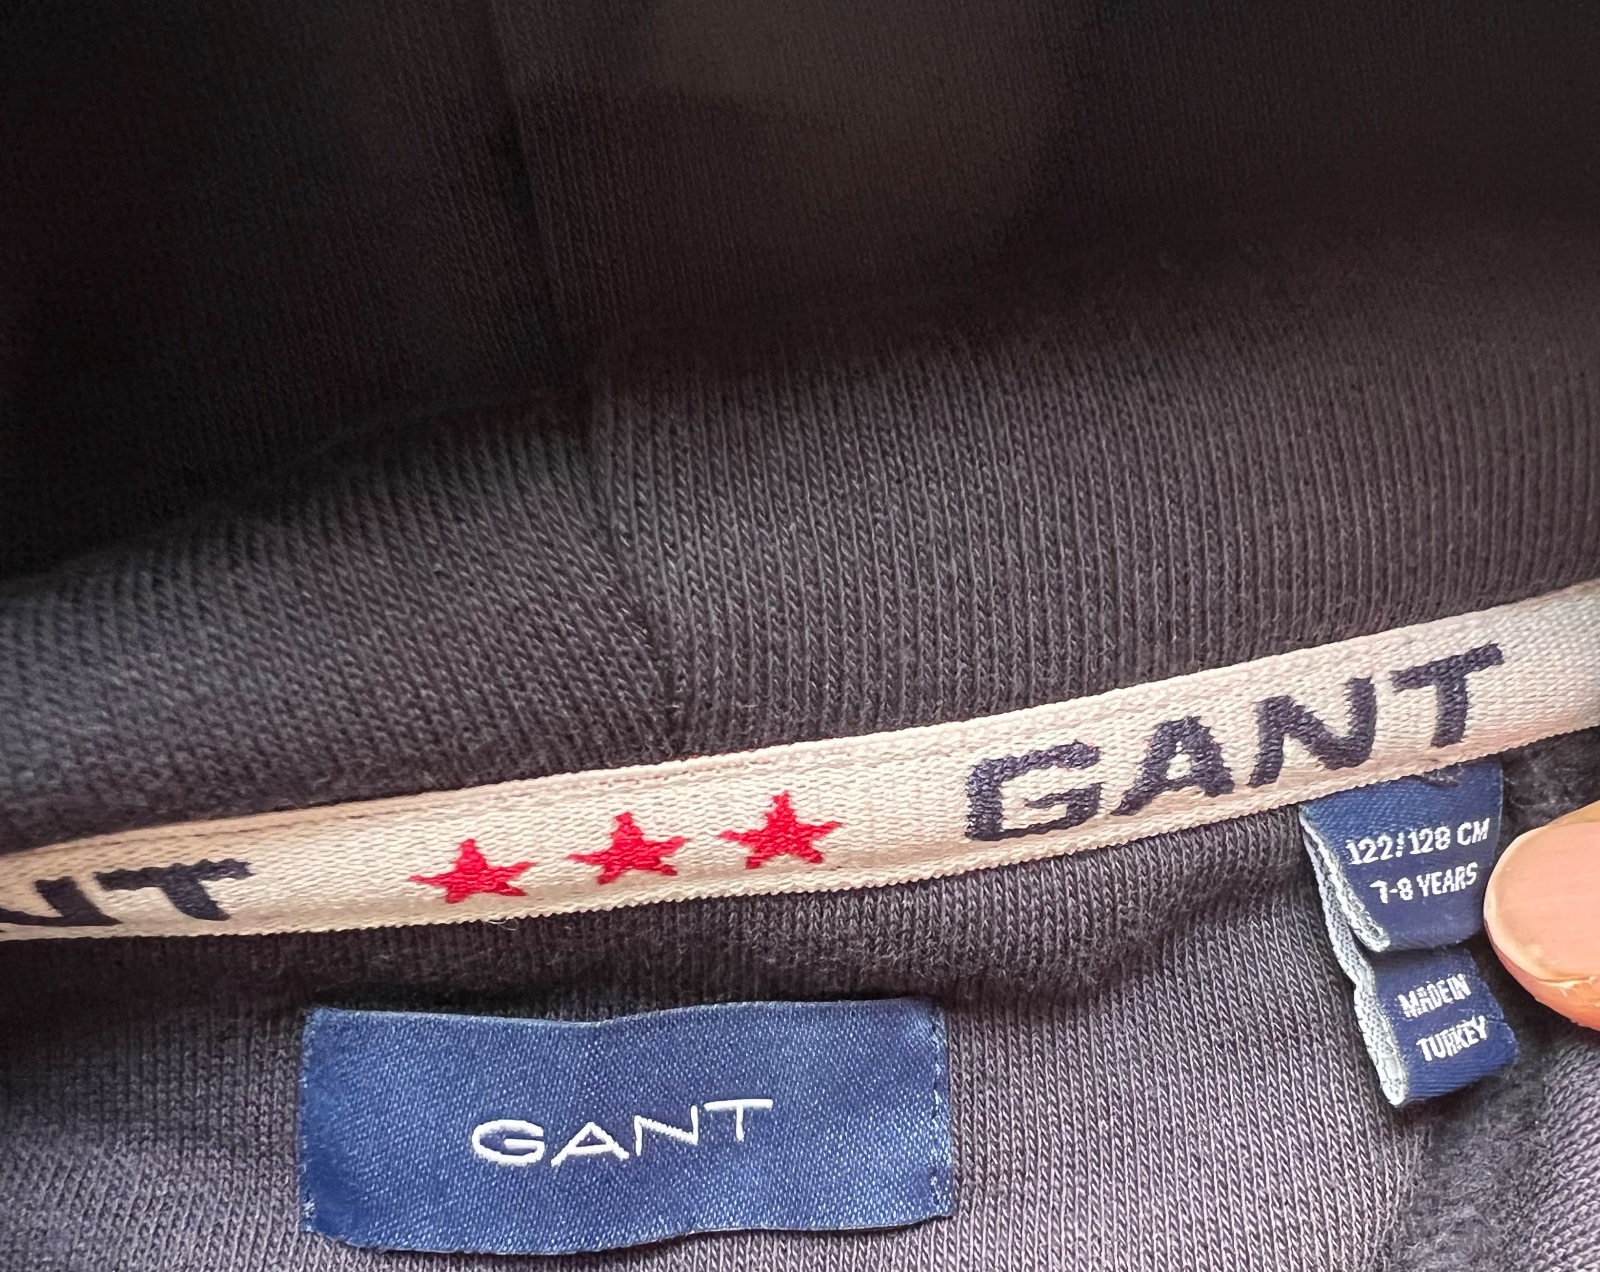 NT ★★★ GANT
122/128 CM
7-8 YEARS
MADE IN
TURKEY
GANT